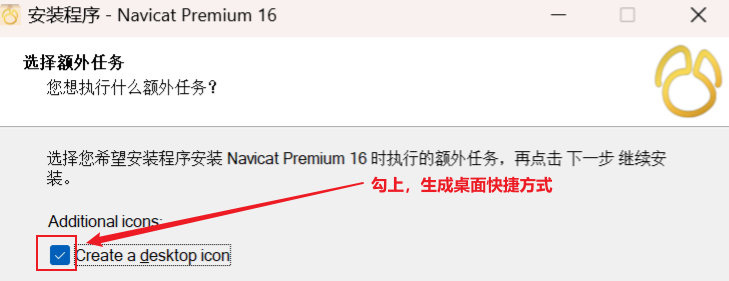 安装程序 - Navicat Premium 16
选择额外任务
您想执行什么额外任务？
选择您希望安装程序安装 Navicat Premium 16 时执行的额外任务，再点击 下一步 继续安
装。
勾上，生成桌面快捷方式
Additional icons:
Create a desktop icon